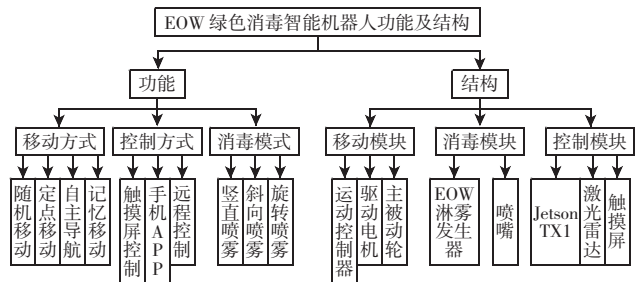 EOW 绿色消毒智能机器人功能及结构
功能
结构
移动方式
控制方式
消毒模式
移动模块
消毒模块
控制模块
随机移动
定点移动
自主导航
记忆移动
触摸屏控制
手机APP
远程控制
竖直喷雾
斜向喷雾
旋转喷雾
运动控制器
驱动电机
主被动轮
EOW
淋雾
发生器
喷嘴
Jetson
TX1
激光雷达
触摸屏